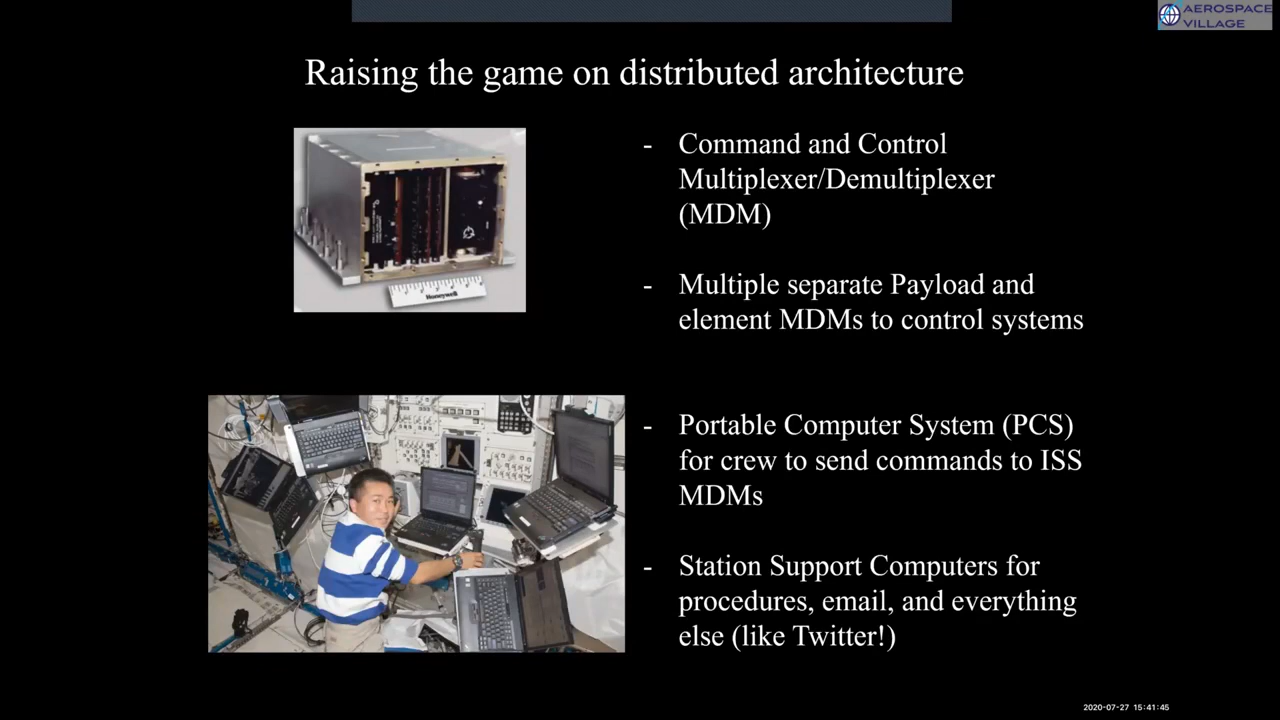 AEROSPACE
VILLAGE
Raising the game on distributed architecture
- Command and Control
Multiplexer/Demultiplexer
(MDM)
- Multiple separate Payload and
element MDMs to control systems
Honeywell
- Portable Computer System (PCS)
for crew to send commands to ISS
MDMs
- Station Support Computers for
procedures, email, and everything
else (like Twitter!)
2020-07-27 15:41:45